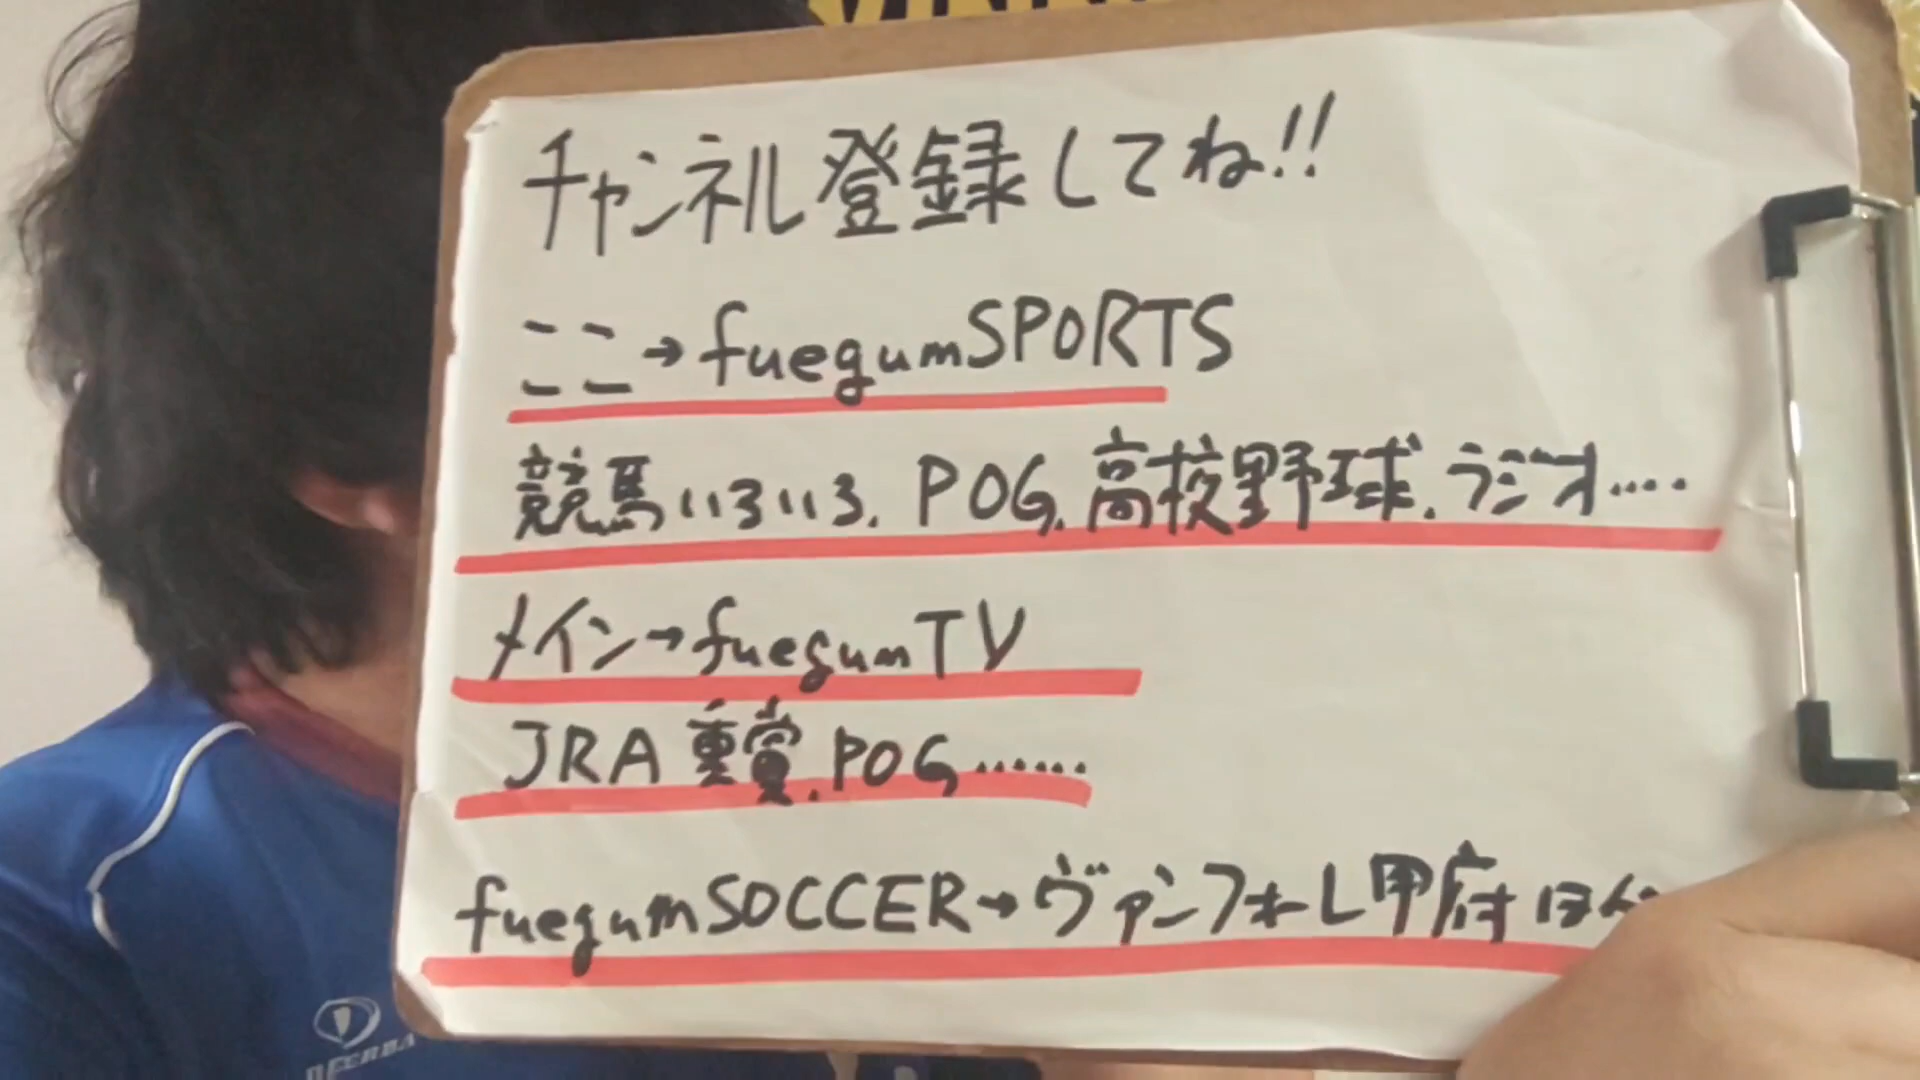 チャンネル登録してね!!
ここ→fuegumSPORTS
競馬いろいろ、POG、高校野球、ラジオ‥‥
メイン→fuegumTV
JRA重賞、POG……
fuegumSOCCER→ヴァンフォーレ甲府ほ